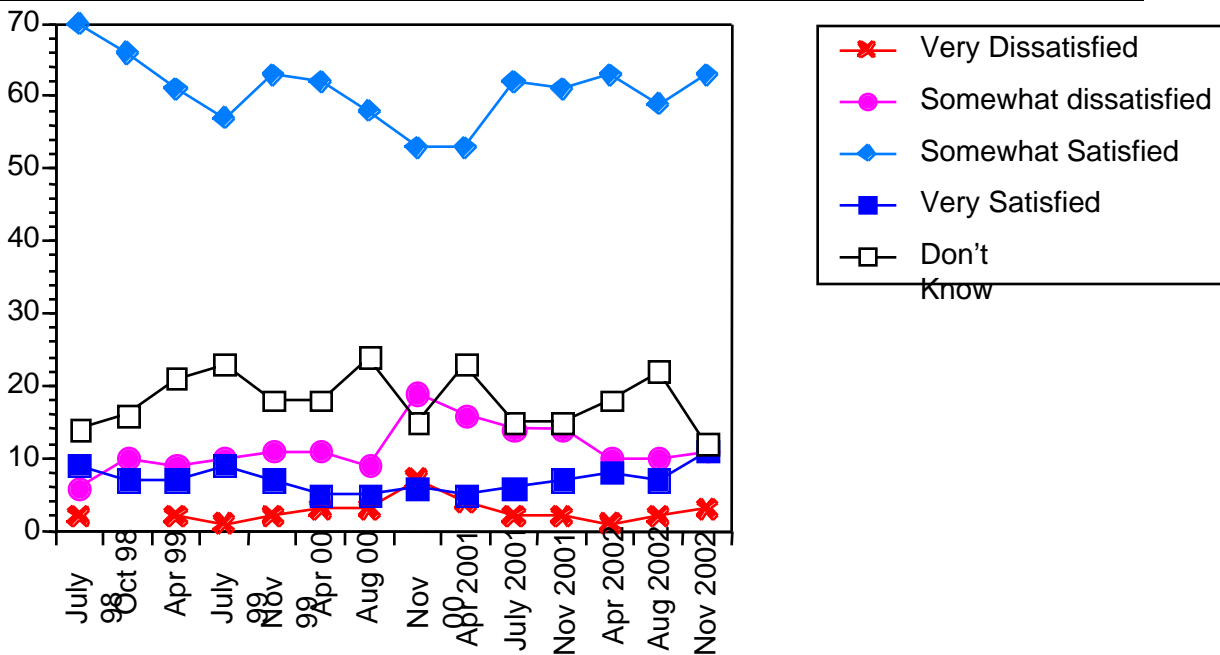 70
60
50
40
30
20
10
0
July
98
Oct 98
Apr 99
July
99
Nov
99
Apr 00
Aug 00
Nov
00
Apr 2001
July 2001
Nov 2001
Apr 2002
Aug 2002
Nov 2002
Very Dissatisfied
Somewhat dissatisfied
Somewhat Satisfied
Very Satisfied
Don't
Know